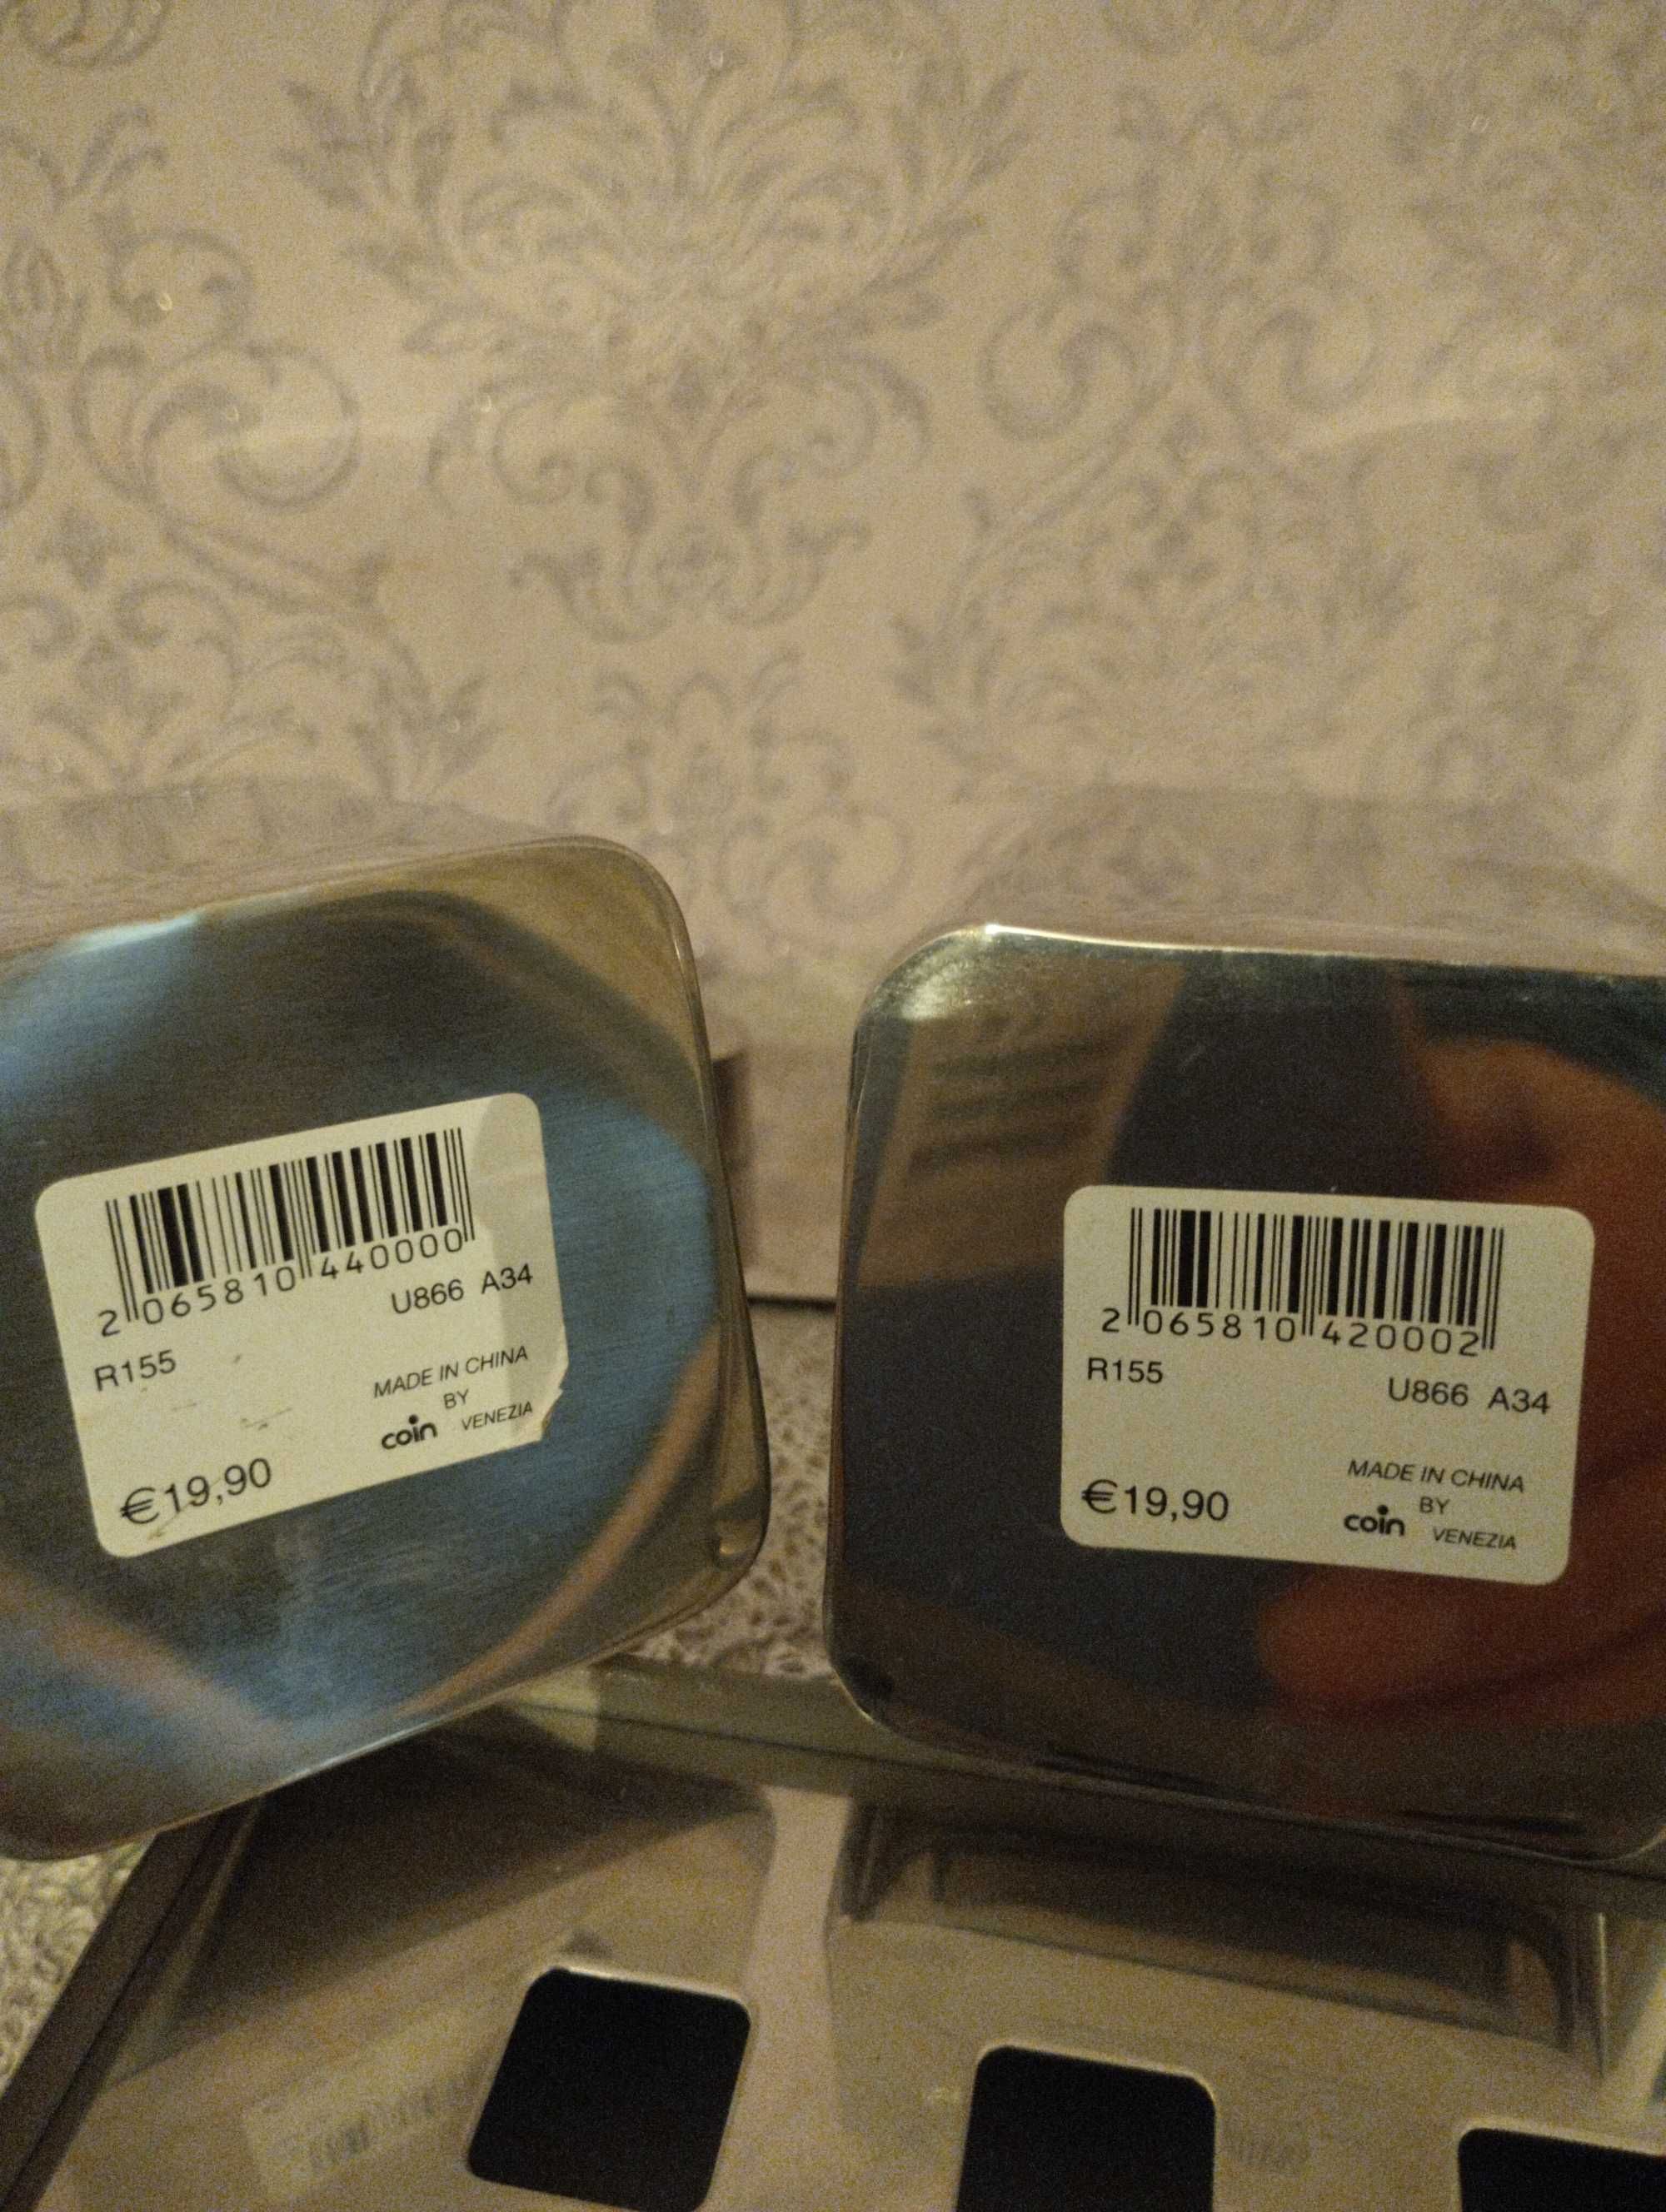 2 065810 440000
U866 A34
R155
MADE IN CHINA
BY
coin VENEZIA
€19,90
2 065810 420002
R155
U866 A34
MADE IN CHINA
BY
coin VENEZIA
€19,90